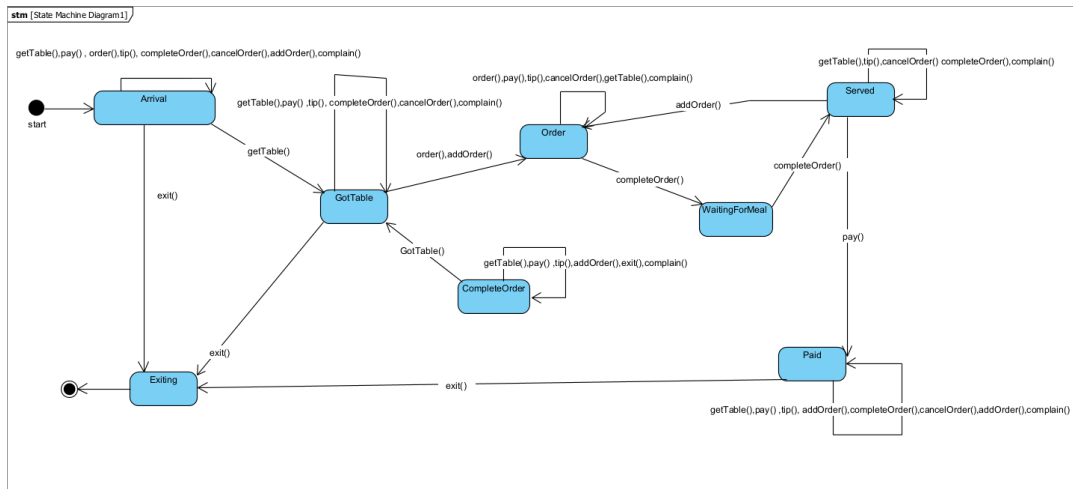 stm [State Machine Diagram1]
getTable(),pay() , order(),tip(), completeOrder(),cancelOrder(),addOrder(),complain()
Arrival
start
getTable(),pay() ,tip(), completeOrder(),cancelOrder(),complain()
order(),pay(),tip(),cancelOrder(),getTable(),complain()
getTable(),tip(),cancelOrder() completeOrder(),complain()
Served
addOrder()
Order
getTable()
order(),addOrder()
completeOrder()
completeOrder()
exit()
GotTable
WaitingForMeal
pay()
GotTable()
getTable(),pay() ,tip(),addOrder(),exit(),complain()
CompleteOrder
exit()
Paid
Exiting
exit()
getTable(),pay() ,tip(), addOrder(),completeOrder(),cancelOrder(),addOrder(),complain()